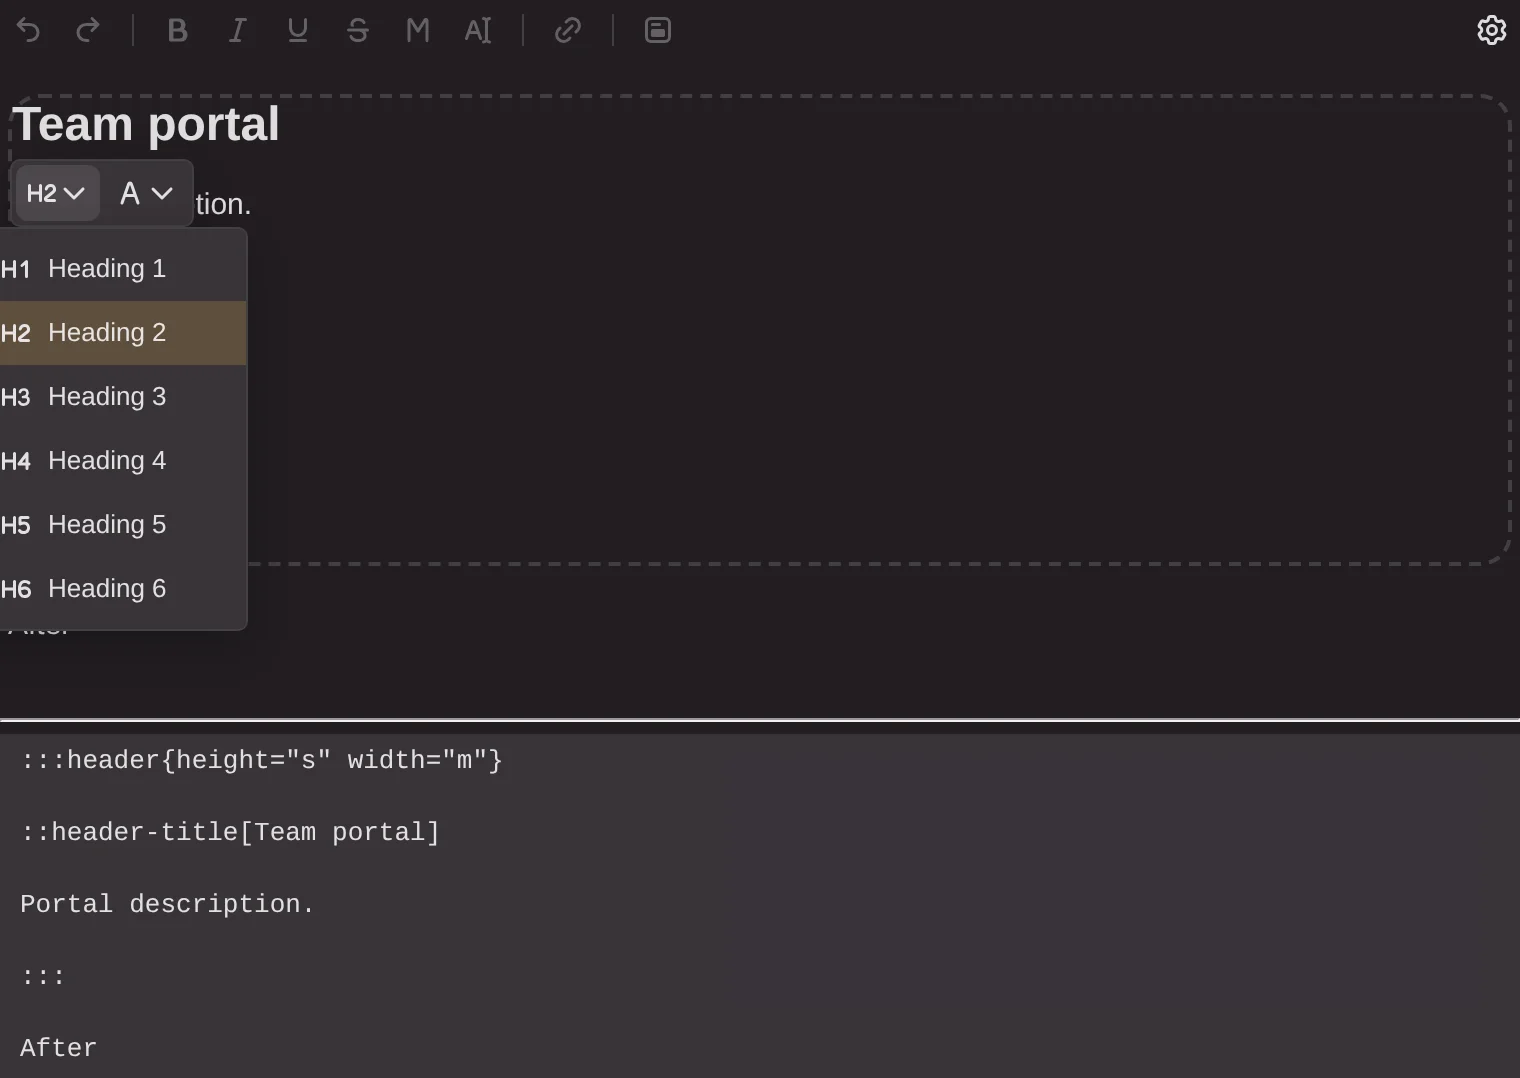 B I U S M AI
Team portal
H2 A tion.
H1 Heading 1
H2 Heading 2
H3 Heading 3
H4 Heading 4
H5 Heading 5
H6 Heading 6
:::header{height="s" width="m"}
::header-title[Team portal]
Portal description.
:::
After